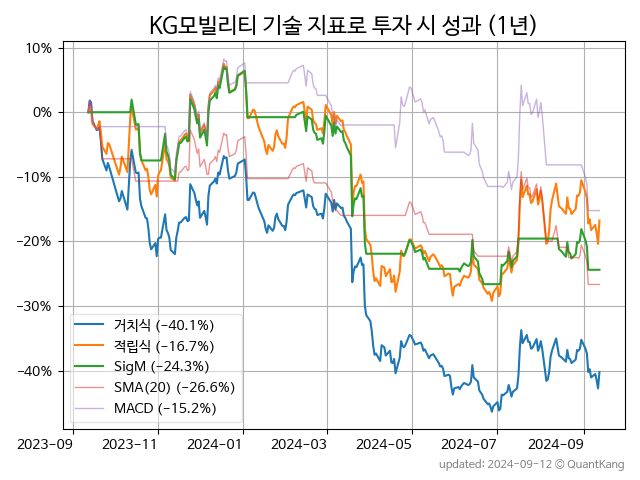 KG모빌리티 기술 지표로 투자 시 성과 (1년)
10%
0%
−10%
−20%
−30%
−40%
거치식 (−40.1%)
적립식 (−16.7%)
SigM (−24.3%)
SMA(20) (−26.6%)
MACD (−15.2%)
2023-09 2023-11 2024-01 2024-03 2024-05 2024-07 2024-09
updated: 2024-09-12 © QuantKang